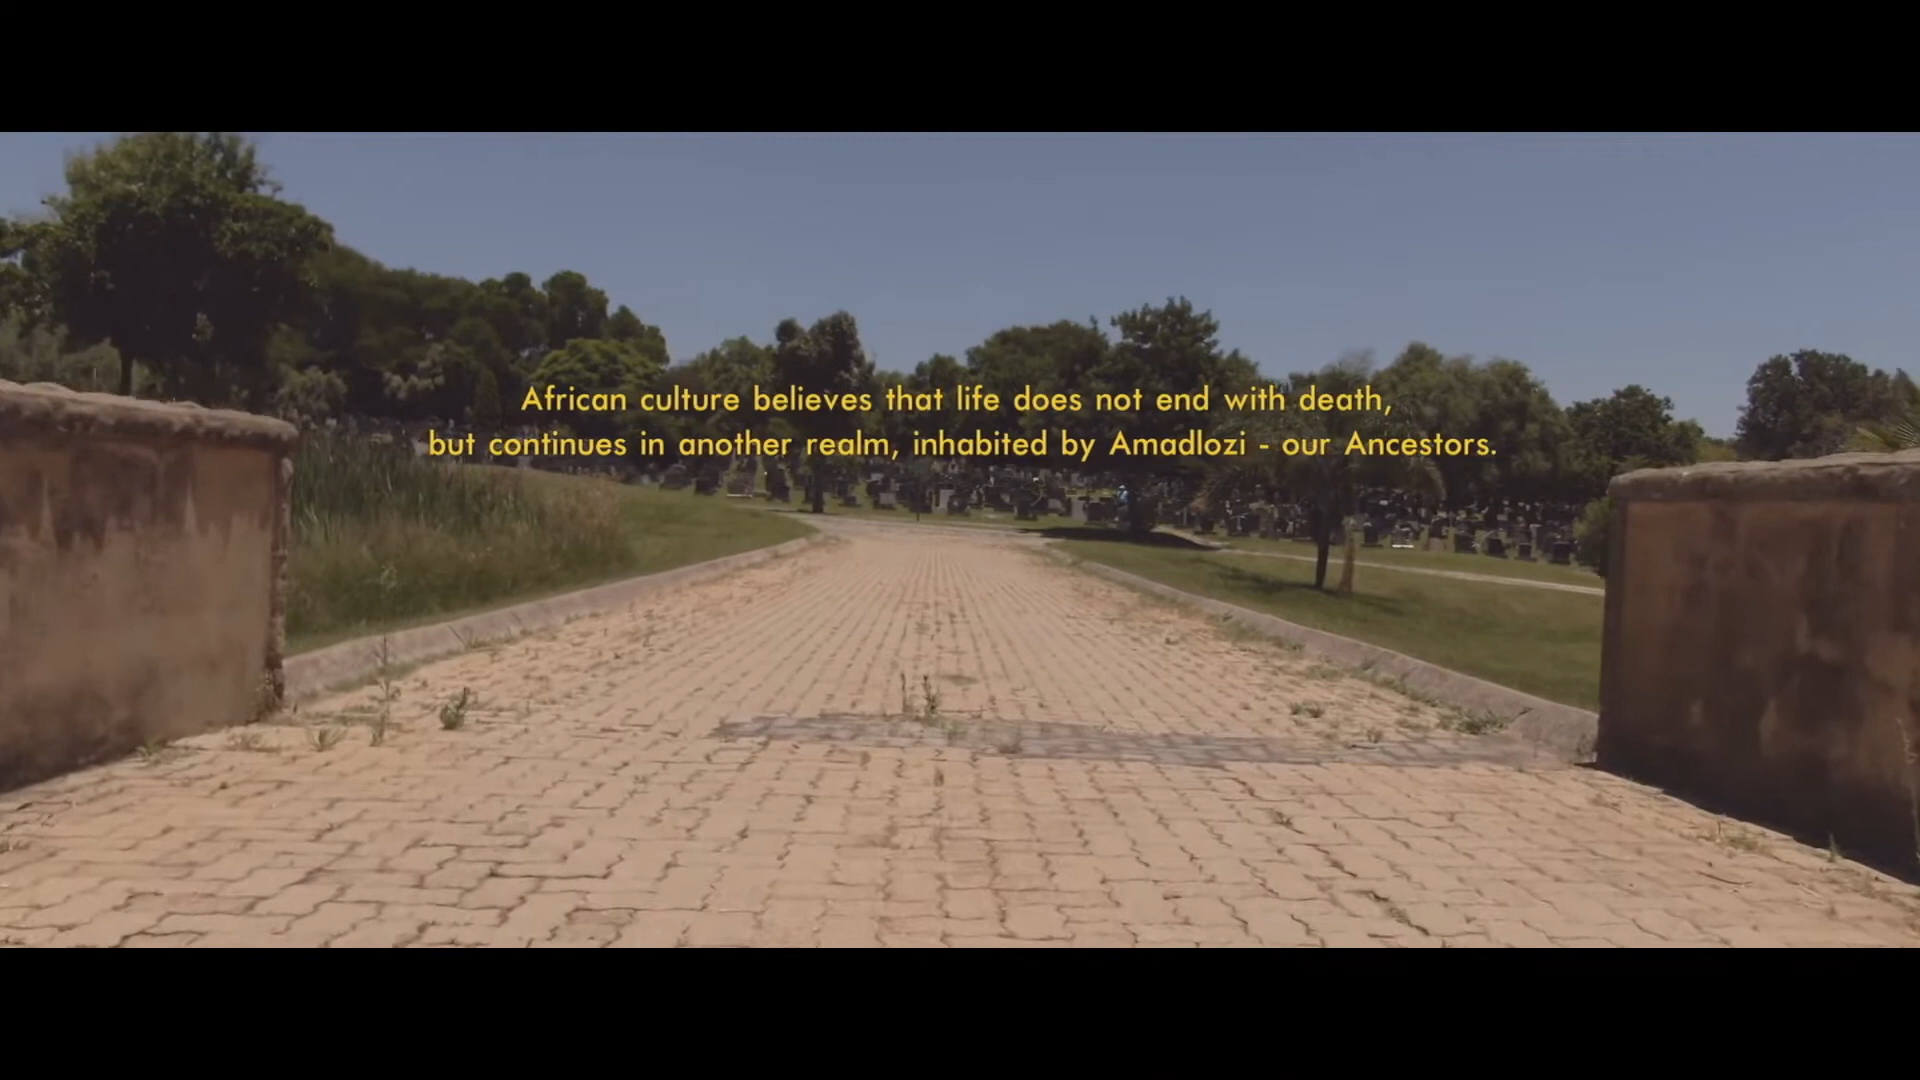 African culture believes that life does not end with death,
but continues in another realm, inhabited by Amadlozi - our Ancestors.